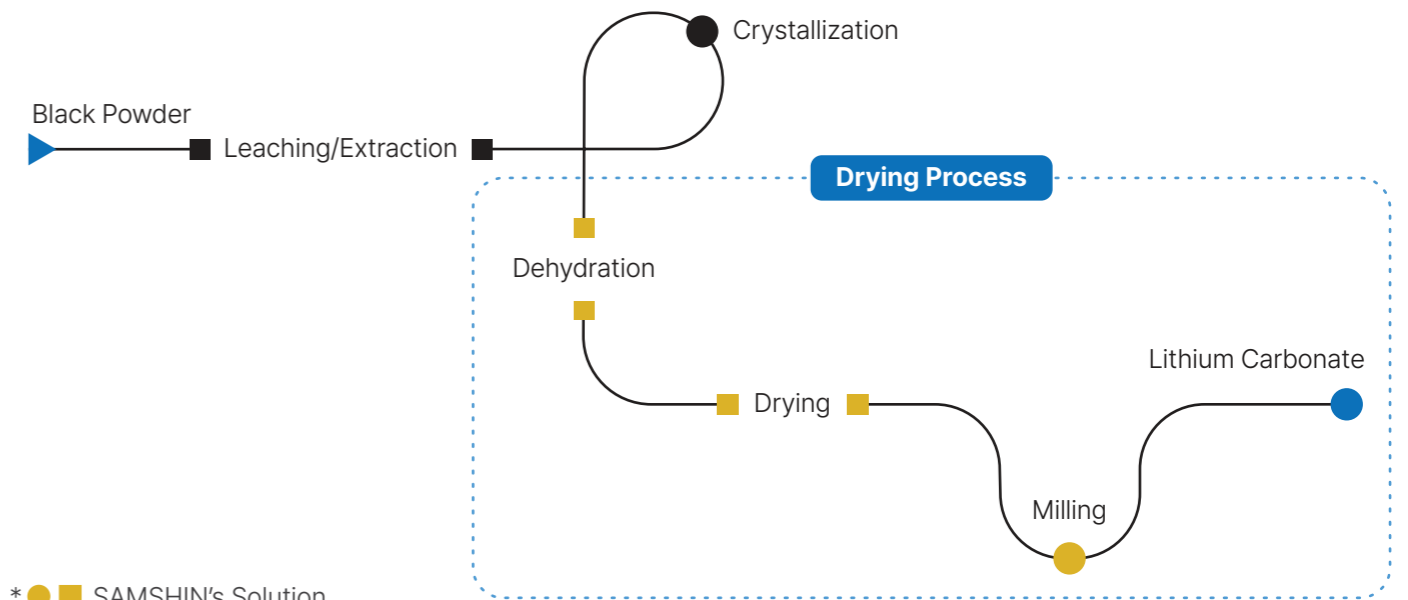 Crystallization
Black Powder
Leaching/Extraction
Drying Process
Dehydration
Lithium Carbonate
Drying
Milling
* SAMSHIN's Solution